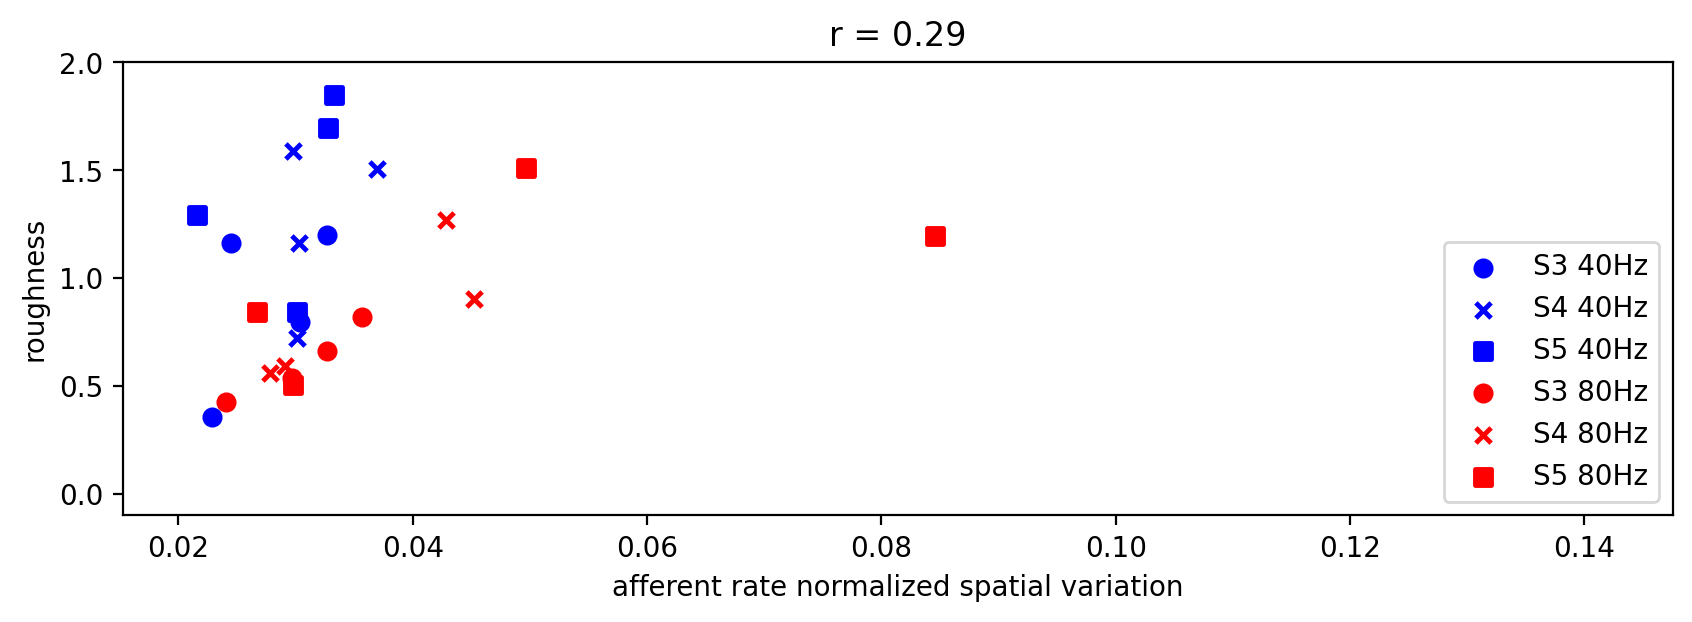 r = 0.29
2.0
1.5
1.0
0.5
0.0
roughness
S3 40Hz
S4 40Hz
S5 40Hz
S3 80Hz
S4 80Hz
S5 80Hz
0.02 0.04 0.06 0.08 0.10 0.12 0.14
afferent rate normalized spatial variation